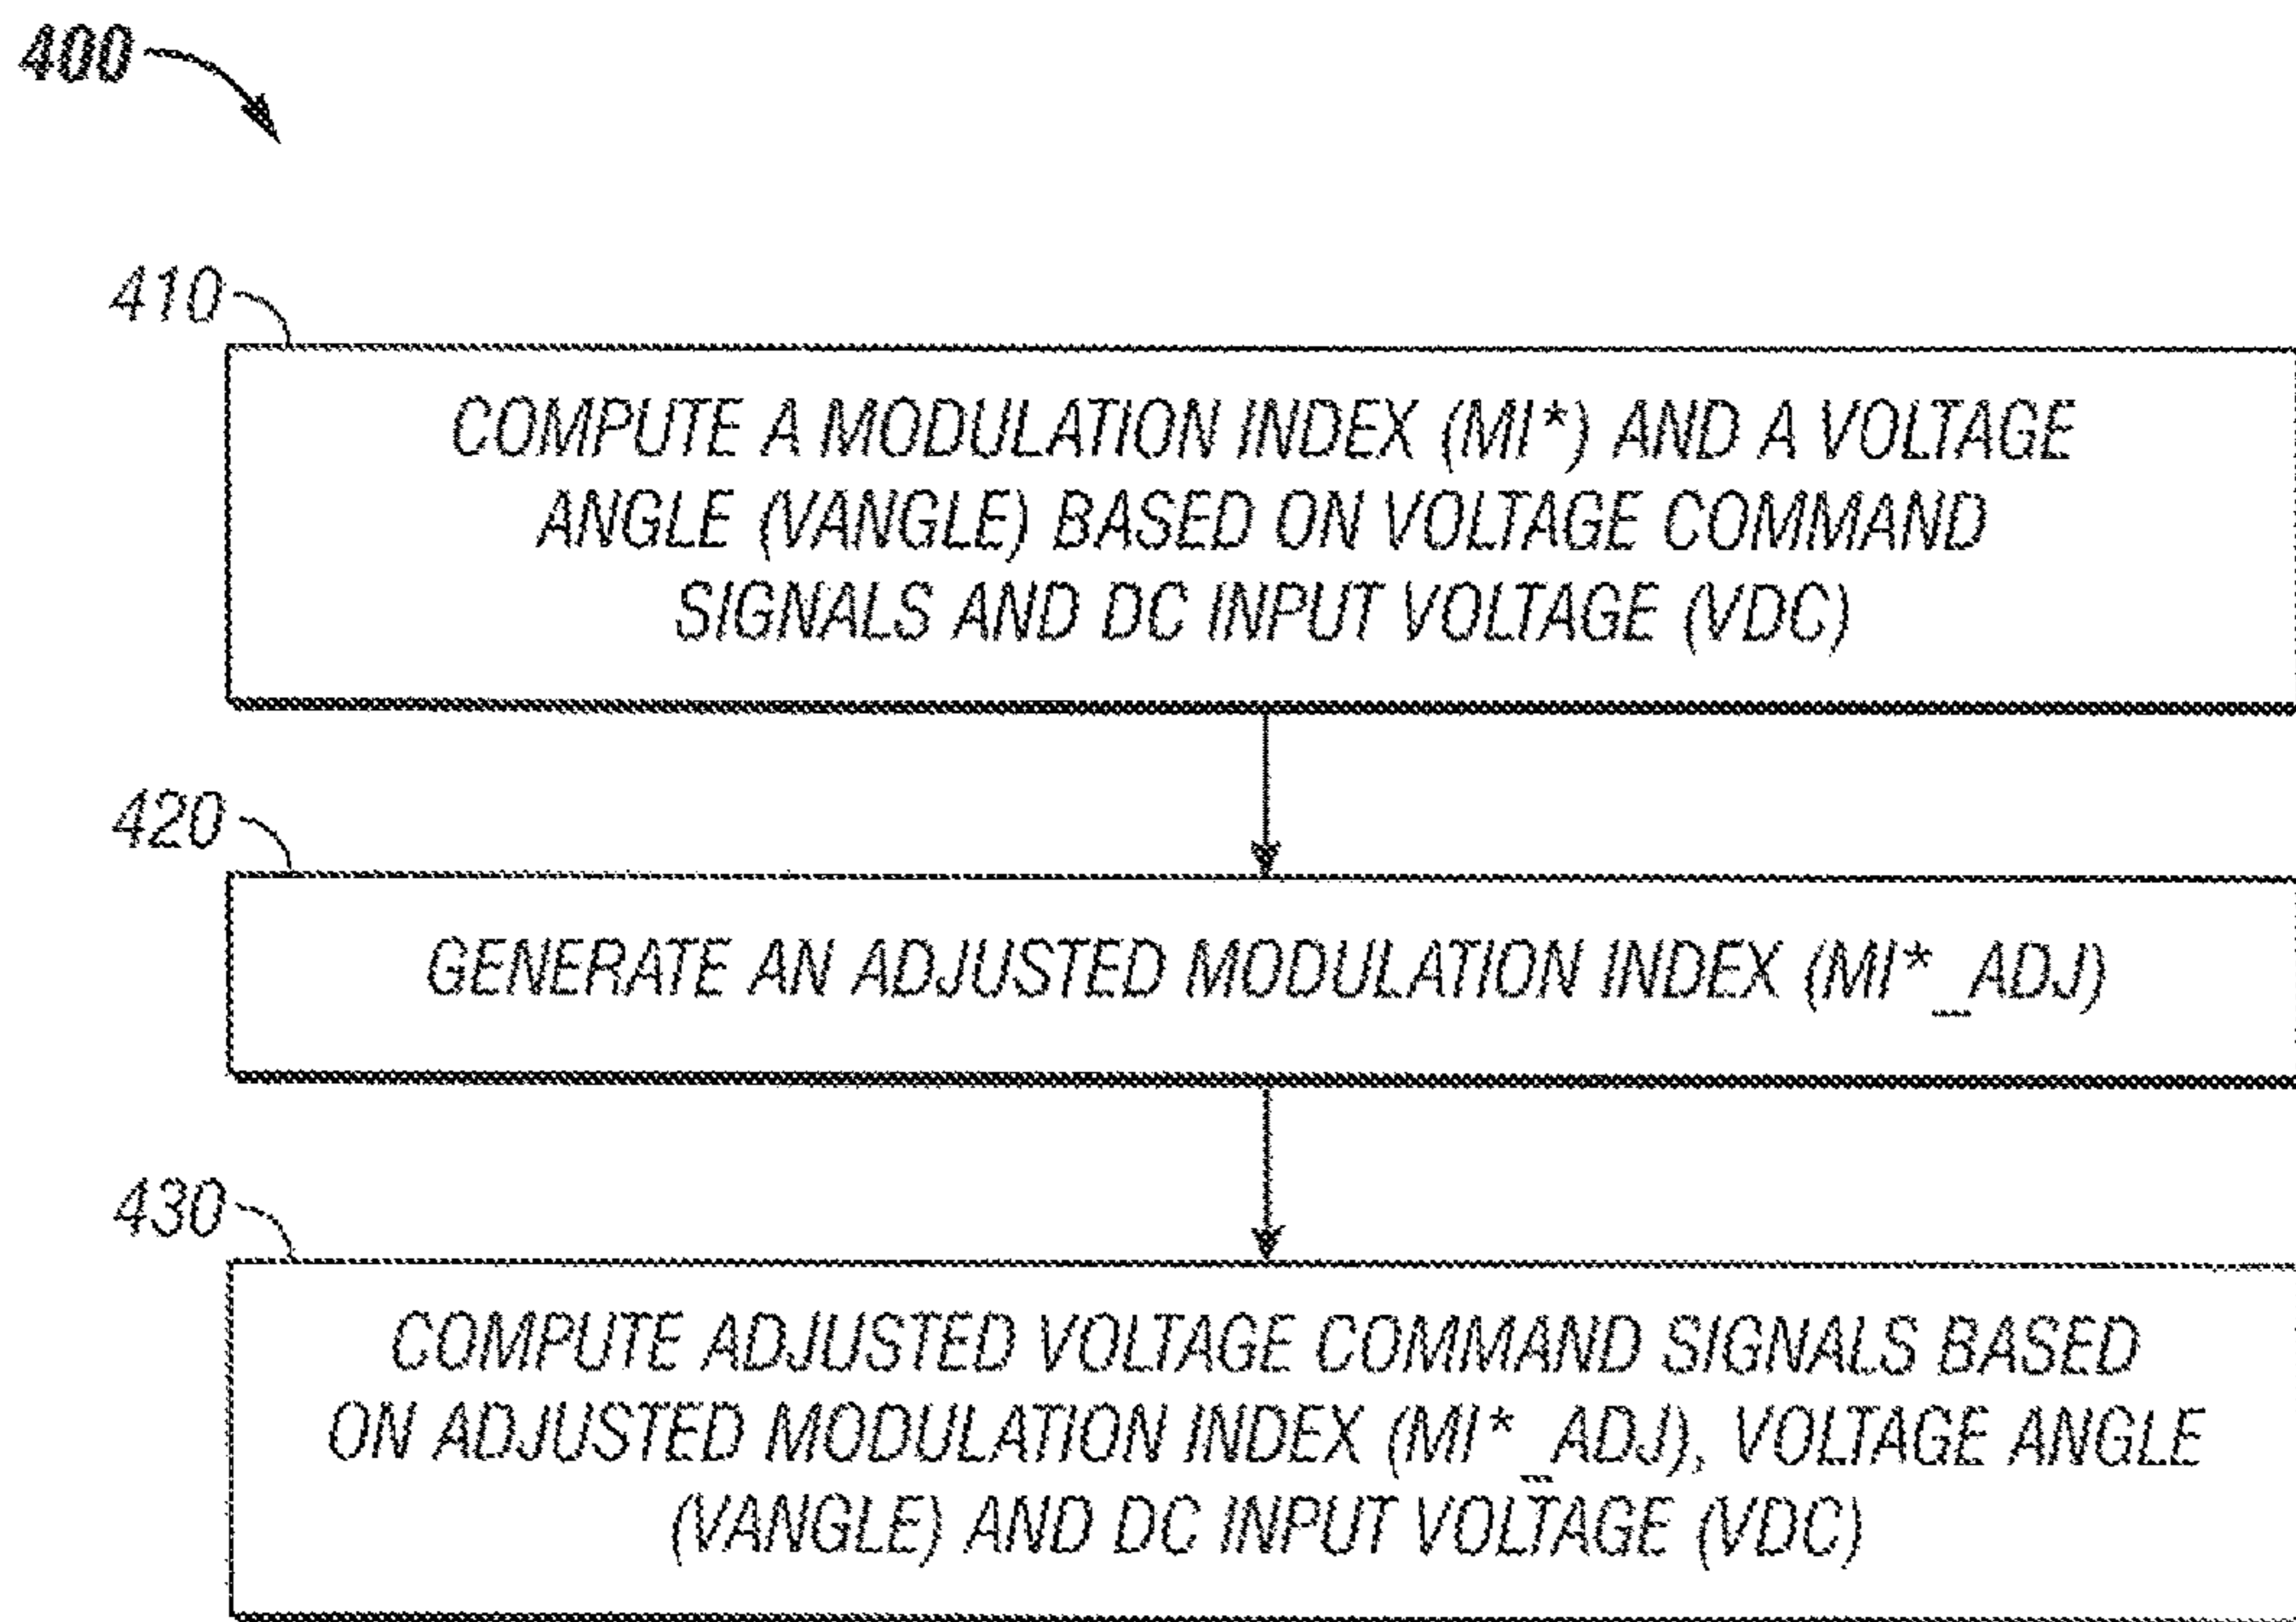 400
410
COMPUTE A MODULATION INDEX (MI*) AND A VOLTAGE
ANGLE (VANGLE) BASED ON VOLTAGE COMMAND
SIGNALS AND DC INPUT VOLTAGE (VDC)
420
GENERATE AN ADJUSTED MODULATION INDEX (MI*_ADJ)
430
COMPUTE ADJUSTED VOLTAGE COMMAND SIGNALS BASED
ON ADJUSTED MODULATION INDEX (MI*_ADJ), VOLTAGE ANGLE
(VANGLE) AND DC INPUT VOLTAGE (VDC)